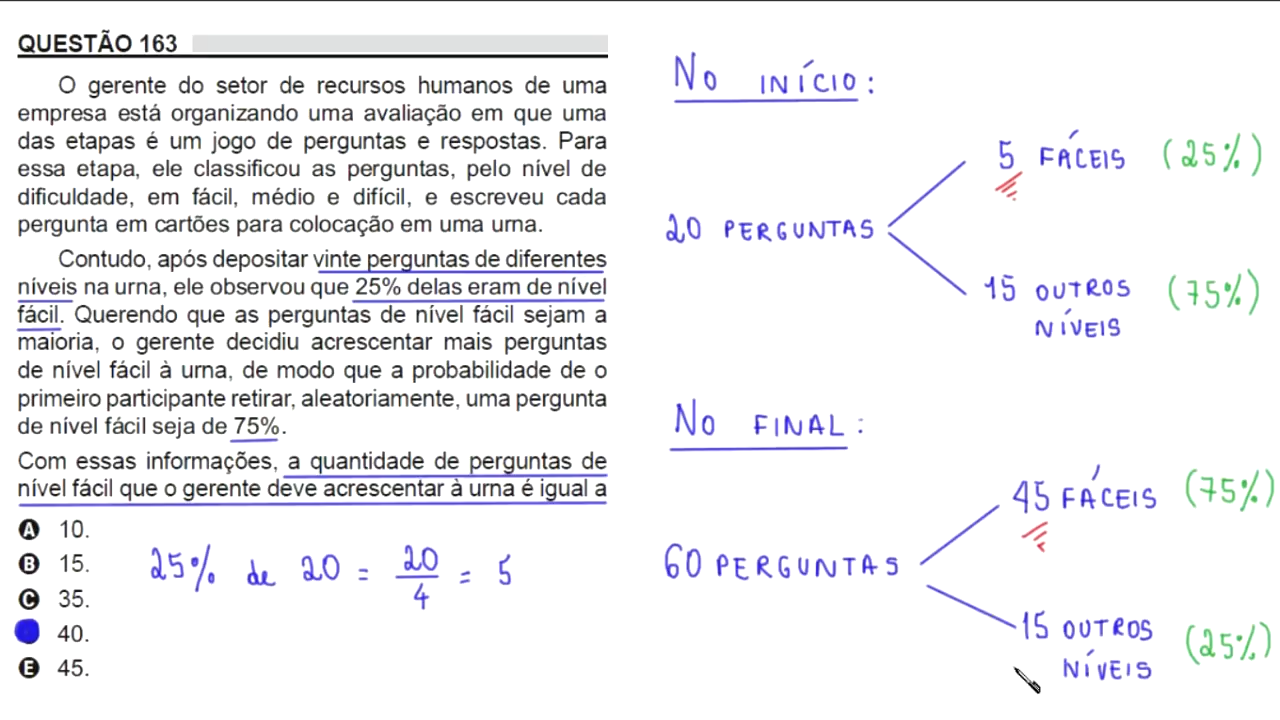 QUESTÃO 163
O gerente do setor de recursos humanos de uma
empresa está organizando uma avaliação em que uma
das etapas é um jogo de perguntas e respostas. Para
essa etapa, ele classificou as perguntas, pelo nível de
dificuldade, em fácil, médio e difícil, e escreveu cada
pergunta em cartões para colocação em uma urna.
Contudo, após depositar vinte perguntas de diferentes
níveis na urna, ele observou que 25% delas eram de nível
fácil. Querendo que as perguntas de nível fácil sejam a
maioria, o gerente decidiu acrescentar mais perguntas
de nível fácil à urna, de modo que a probabilidade de o
primeiro participante retirar, aleatoriamente, uma pergunta
de nível fácil seja de 75%.
Com essas informações, a quantidade de perguntas de
nível fácil que o gerente deve acrescentar à urna é igual a
A 10.
B 15.
C 35.
40.
E 45.
25% de 20 = 20/4 = 5
NO INÍCIO:
5 FÁCEIS (25%)
20 PERGUNTAS
15 OUTROS (75%)
NÍVEIS
NO FINAL:
45 FÁCEIS (75%)
60 PERGUNTAS
15 OUTROS (25%)
NÍVEIS